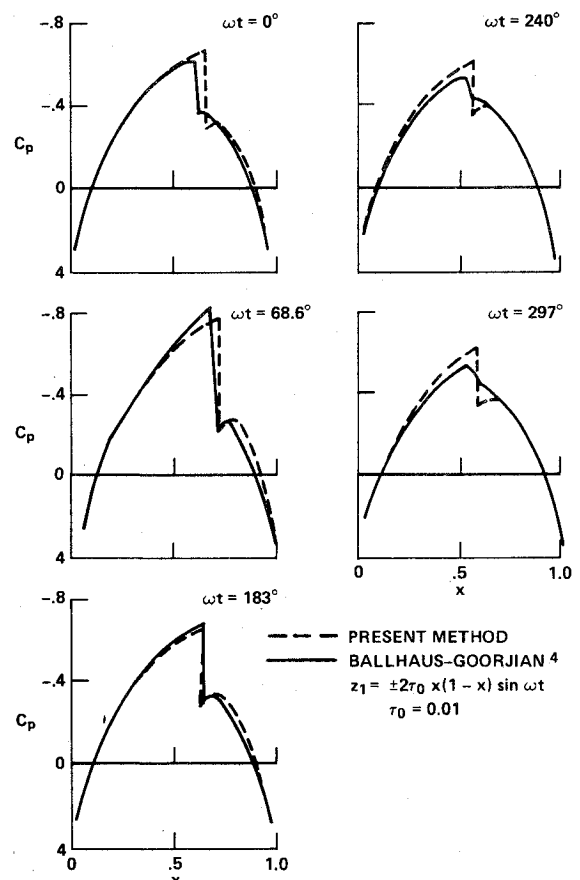 -.8
ωt = 0°
-.4
Cp
0
4
ωt = 240°
-.8
ωt = 68.6°
-.4
Cp
0
4
ωt = 297°
0
.5
1.0
x
-.8
ωt = 183°
-.4
0
4
0
.5
1.0
x
PRESENT METHOD
BALLHAUS-GOORJIAN 4
z1 = ±2τ0 x(1 – x) sin ωt
τ0 = 0.01